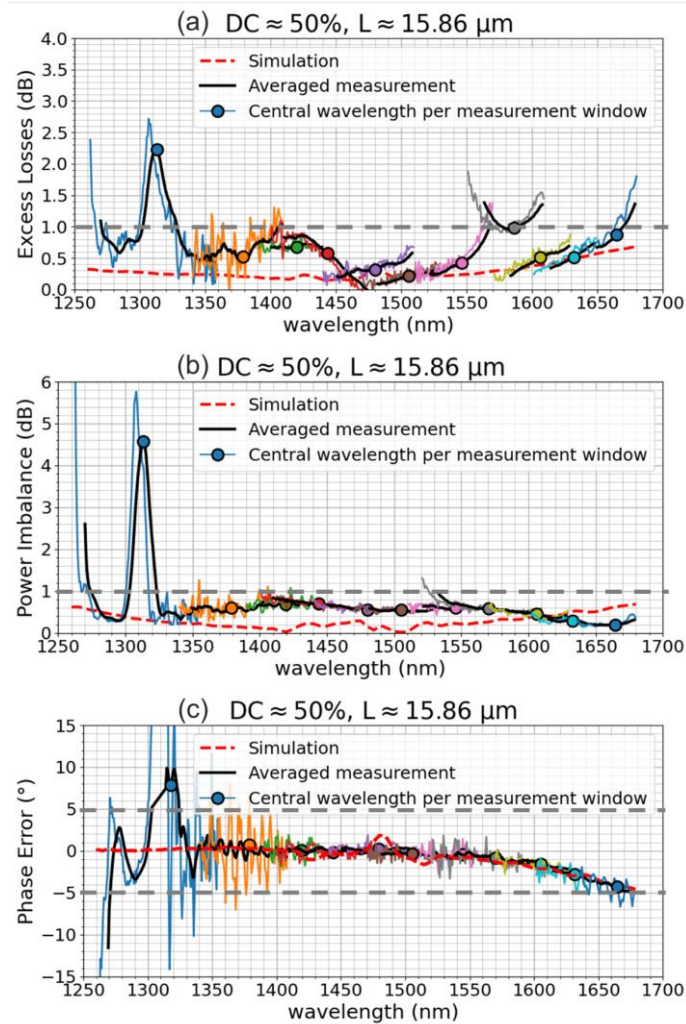 (a) DC ≈ 50%, L ≈ 15.86 μm
4.0
3.5
3.0
2.5
2.0
1.5
1.0
0.5
0.0
Excess Losses (dB)
Simulation
Averaged measurement
Central wavelength per measurement window
1250 1300 1350 1400 1450 1500 1550 1600 1650 1700
wavelength (nm)
(b) DC ≈ 50%, L ≈ 15.86 μm
6
5
4
3
2
1
0
Power Imbalance (dB)
Simulation
Averaged measurement
Central wavelength per measurement window
1250 1300 1350 1400 1450 1500 1550 1600 1650 1700
wavelength (nm)
(c) DC ≈ 50%, L ≈ 15.86 μm
15
10
5
0
−5
−10
−15
Phase Error (°)
Simulation
Averaged measurement
Central wavelength per measurement window
1250 1300 1350 1400 1450 1500 1550 1600 1650 1700
wavelength (nm)